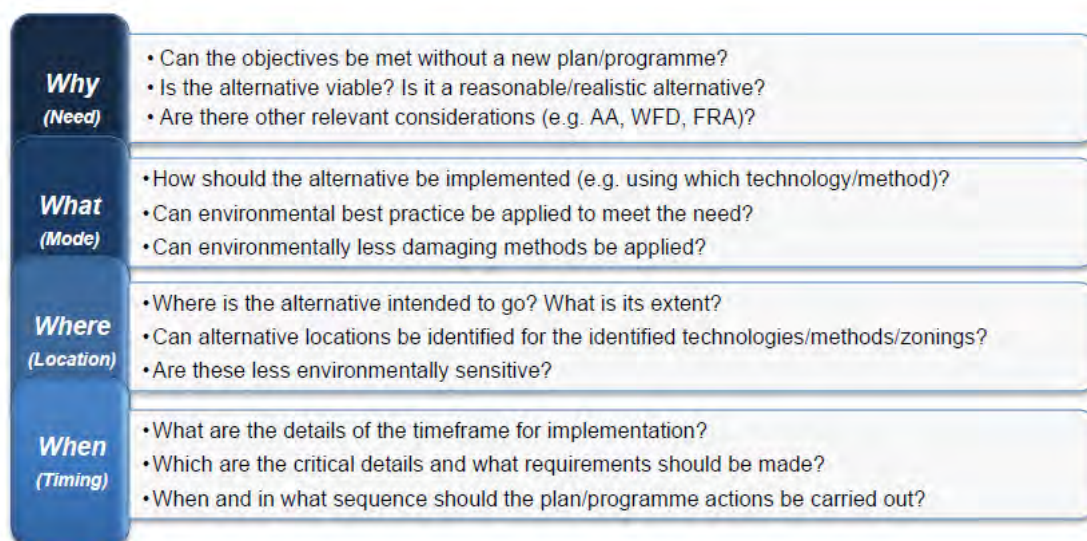 Why
(Need)
• Can the objectives be met without a new plan/programme?
• Is the alternative viable? Is it a reasonable/realistic alternative?
• Are there other relevant considerations (e.g. AA, WFD, FRA)?
What
(Mode)
• How should the alternative be implemented (e.g. using which technology/method)?
• Can environmental best practice be applied to meet the need?
• Can environmentally less damaging methods be applied?
Where
(Location)
• Where is the alternative intended to go? What is its extent?
• Can alternative locations be identified for the identified technologies/methods/zonings?
• Are these less environmentally sensitive?
When
(Timing)
• What are the details of the timeframe for implementation?
• Which are the critical details and what requirements should be made?
• When and in what sequence should the plan/programme actions be carried out?